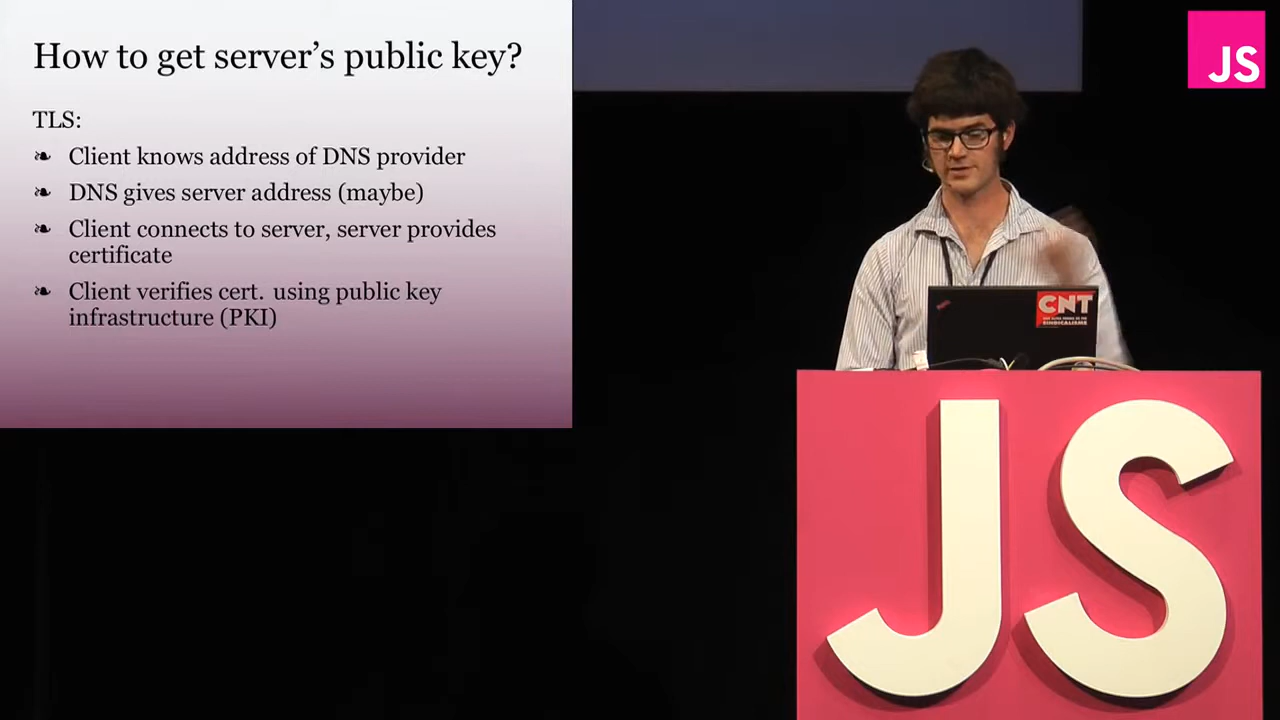 How to get server's public key?
TLS:
❧ Client knows address of DNS provider
❧ DNS gives server address (maybe)
❧ Client connects to server, server provides
certificate
❧ Client verifies cert. using public key
infrastructure (PKI)
JS
CNT
SINDICALISME
JS